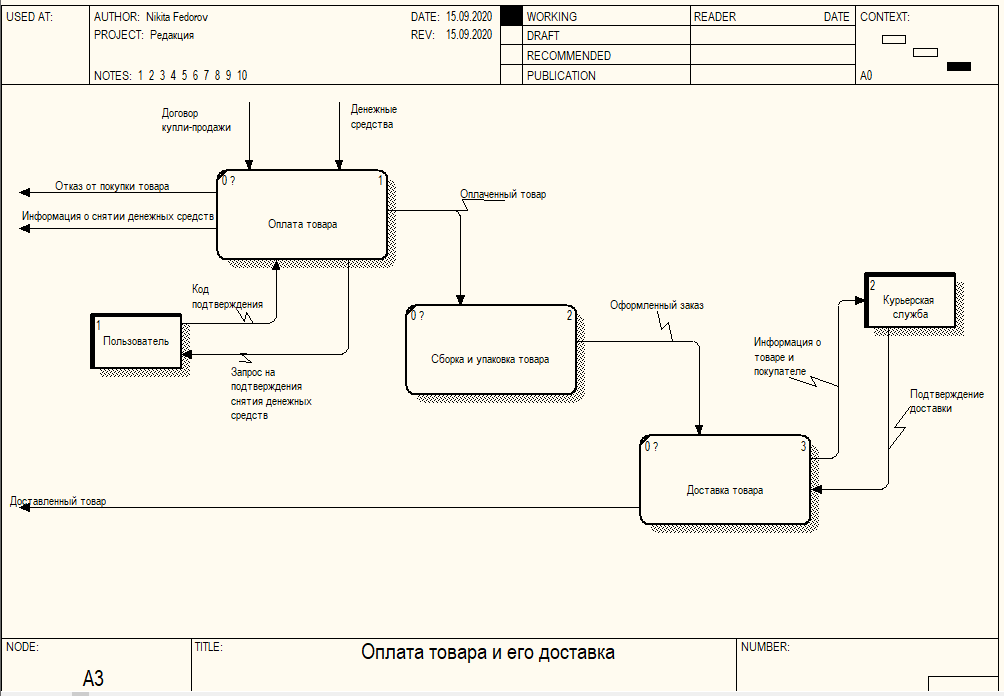 USED AT:
AUTHOR: Nikita Fedorov
DATE: 15.09.2020
PROJECT: Редакция
REV: 15.09.2020
NOTES: 1 2 3 4 5 6 7 8 9 10
WORKING
DRAFT
RECOMMENDED
PUBLICATION
READER
DATE
CONTEXT:
A0
Договор
купли-продажи
Денежные
средства
Отказ от покупки товара
Информация о снятии денежных средств
0 ?
1
Оплата товара
Оплаченный товар
Код
подтверждения
1
Пользователь
Запрос на
подтверждения
снятия денежных
средств
0 ?
2
Сборка и упаковка товара
Оформленный заказ
2
Курьерская
служба
Информация о
товаре и
покупателе
Подтверждение
доставки
0 ?
3
Доставка товара
Доставленный товар
NODE:
A3
TITLE:
Оплата товара и его доставка
NUMBER: